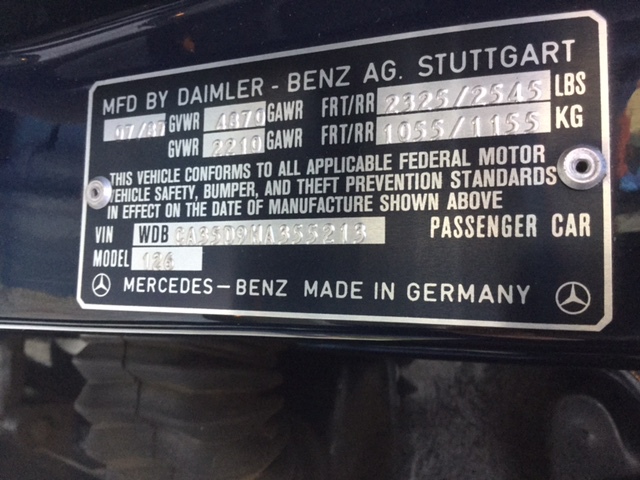 MFD BY DAIMLER - BENZ AG. STUTTGART
07/87 GVWR 4870 GAWR FRT/RR 2325/2545 LBS
GVWR 2210 GAWR FRT/RR 1055/1155 KG
THIS VEHICLE CONFORMS TO ALL APPLICABLE FEDERAL MOTOR
VEHICLE SAFETY, BUMPER, AND THEFT PREVENTION STANDARDS
IN EFFECT ON THE DATE OF MANUFACTURE SHOWN ABOVE
VIN WDB CA35D9HA355213 PASSENGER CAR
MODEL 126
MERCEDES-BENZ MADE IN GERMANY